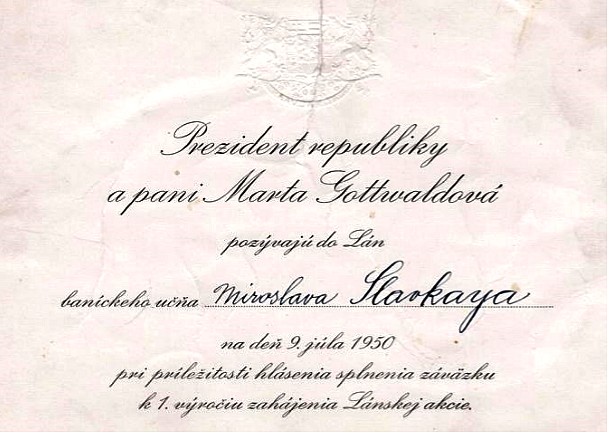 Prezident republiky
a pani Marta Gottwaldová
pozývajú do Lán
baníckeho učňa Miroslava Slavkaya
na deň 9. júla 1950
pri príležitosti hlásenia splnenia záväzku
k 1. výročiu zahájenia Lánskej akcie.